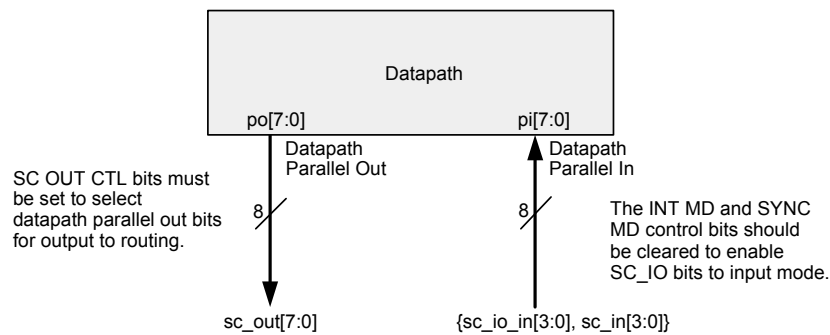 Datapath
po[7:0]
pi[7:0]
Datapath
Parallel Out
Datapath
Parallel In
SC OUT CTL bits must
be set to select
datapath parallel out bits
for output to routing.
8
8
The INT MD and SYNC
MD control bits should
be cleared to enable
SC_IO bits to input mode.
sc_out[7:0]
{sc_io_in[3:0], sc_in[3:0]}